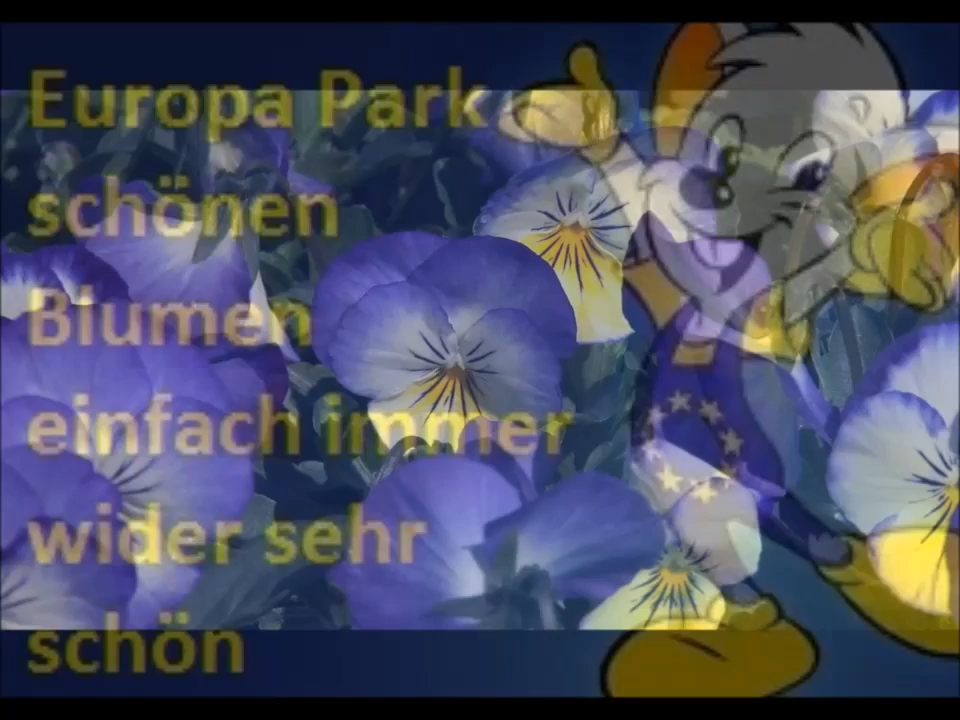 Europa Park
schönen
Blumen
einfach immer
wider sehr
schön